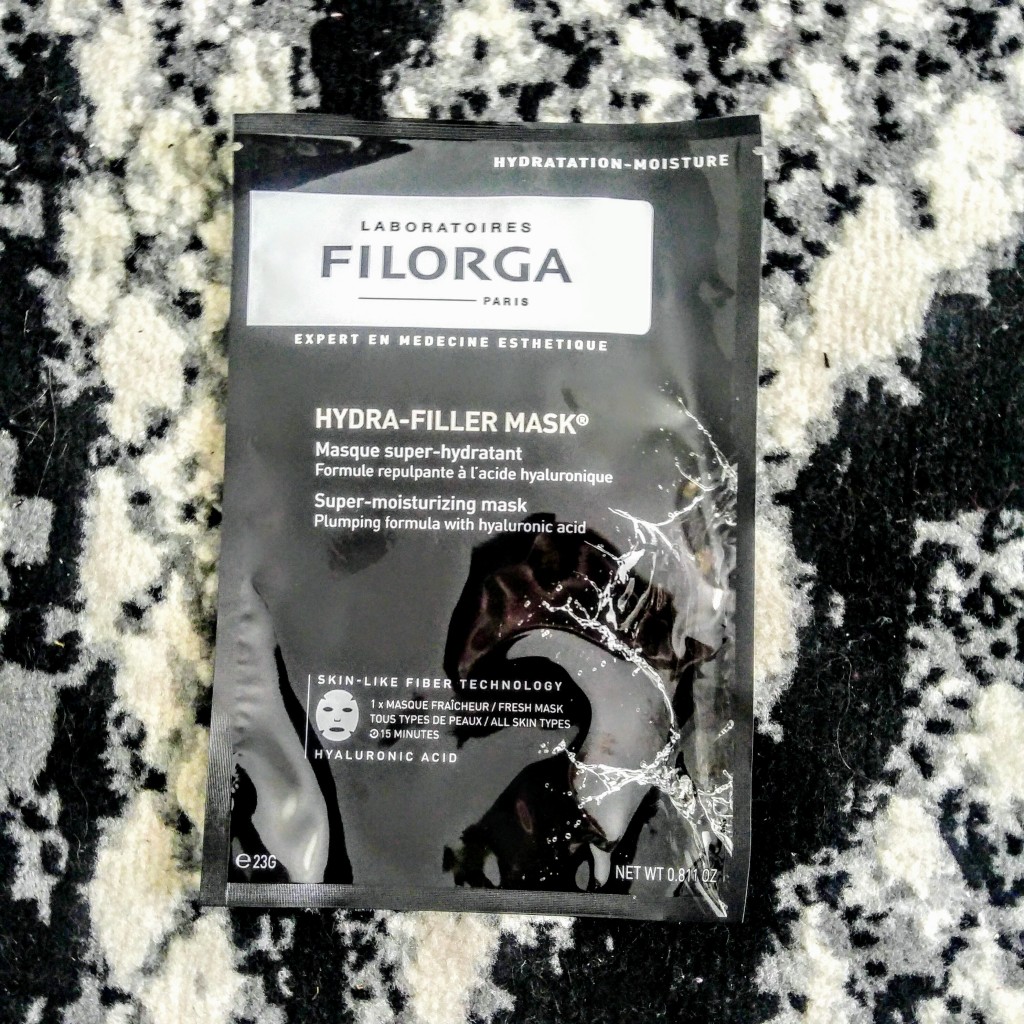 HYDRATATION-MOISTURE
LABORATOIRES
FILORGA
PARIS
EXPERT EN MEDECINE ESTHETIQUE
HYDRA-FILLER MASK®
Masque super-hydratant
Formule repulpante à l'acide hyaluronique
Super-moisturizing mask
Plumping formula with hyaluronic acid
SKIN-LIKE FIBER TECHNOLOGY
1 x MASQUE FRAÎCHEUR / FRESH MASK
TOUS TYPES DE PEAUX / ALL SKIN TYPES
15 MINUTES
HYALURONIC ACID
℮ 23G
NET WT 0.811 OZ